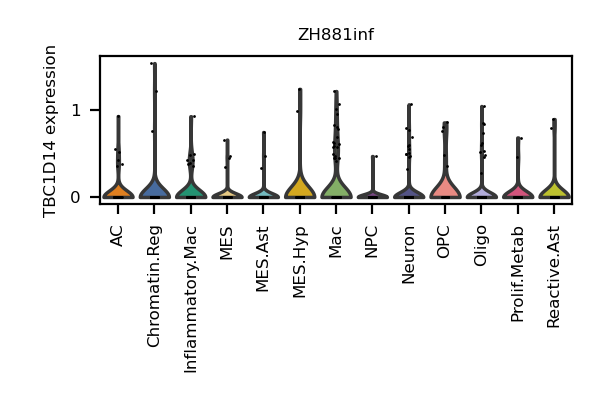 ZH881inf
TBC1D14 expression
1
0
AC
Chromatin.Reg
Inflammatory.Mac
MES
MES.Ast
MES.Hyp
Mac
NPC
Neuron
OPC
Oligo
Prolif.Metab
Reactive.Ast